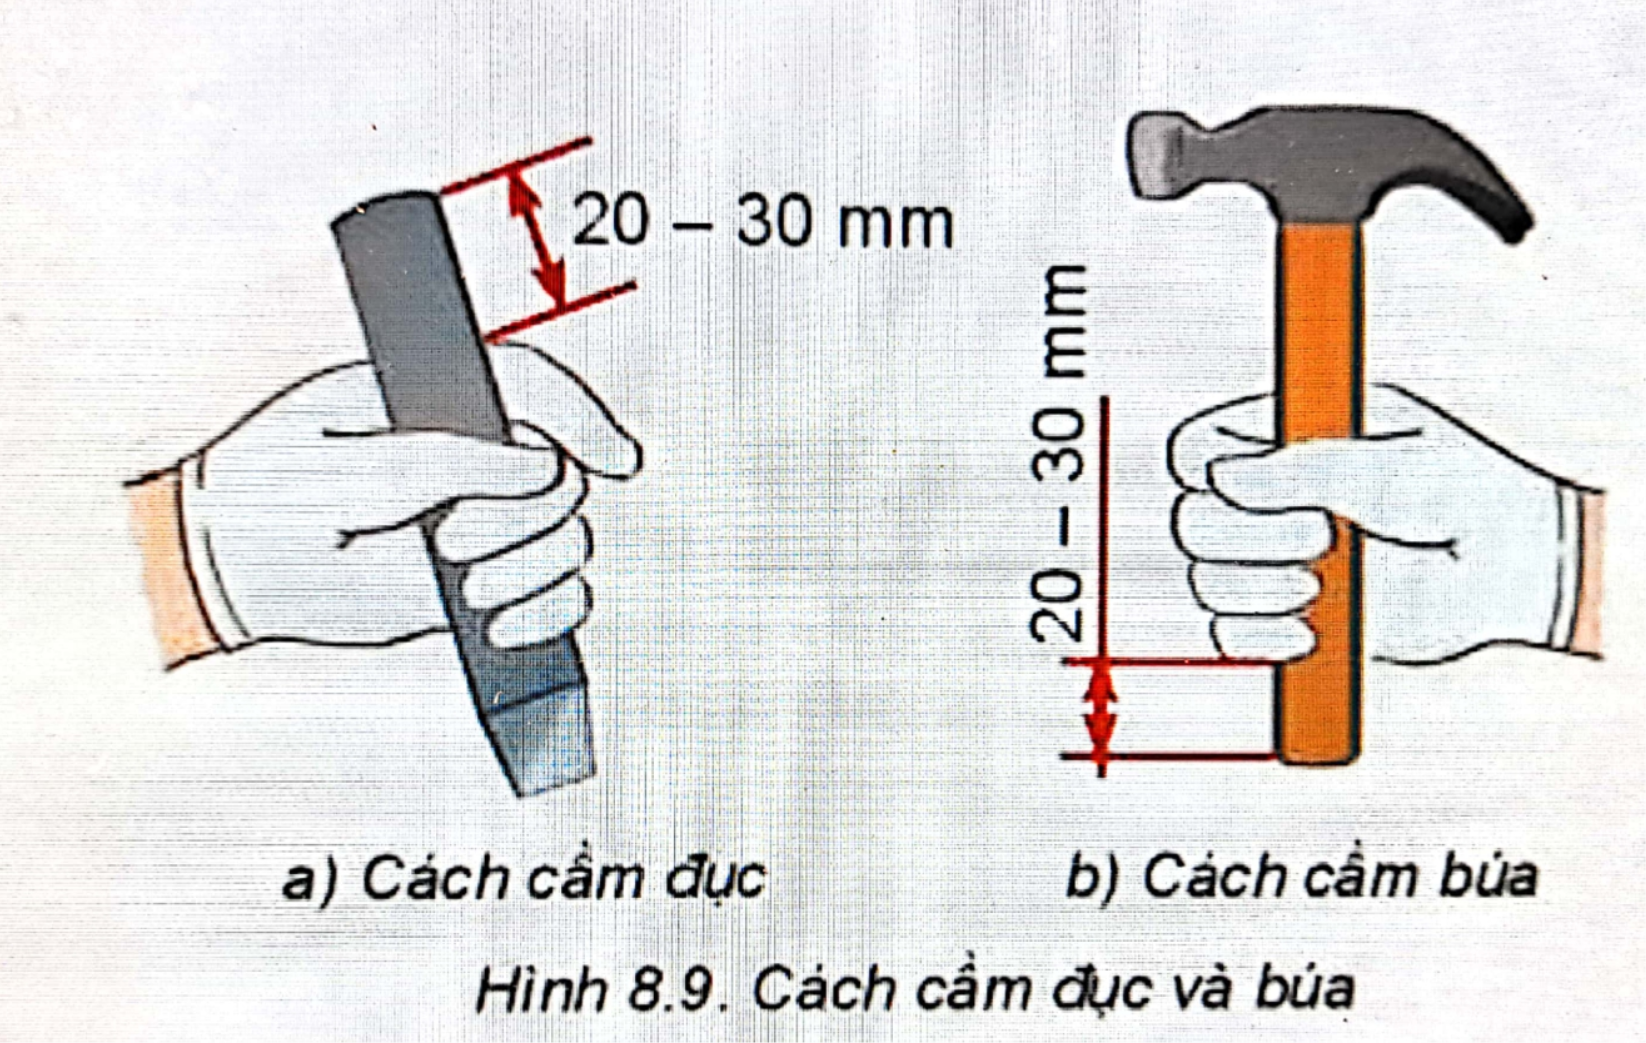 20 – 30 mm
20 – 30 mm
a) Cách cầm đục
b) Cách cầm búa
Hình 8.9. Cách cầm đục và búa